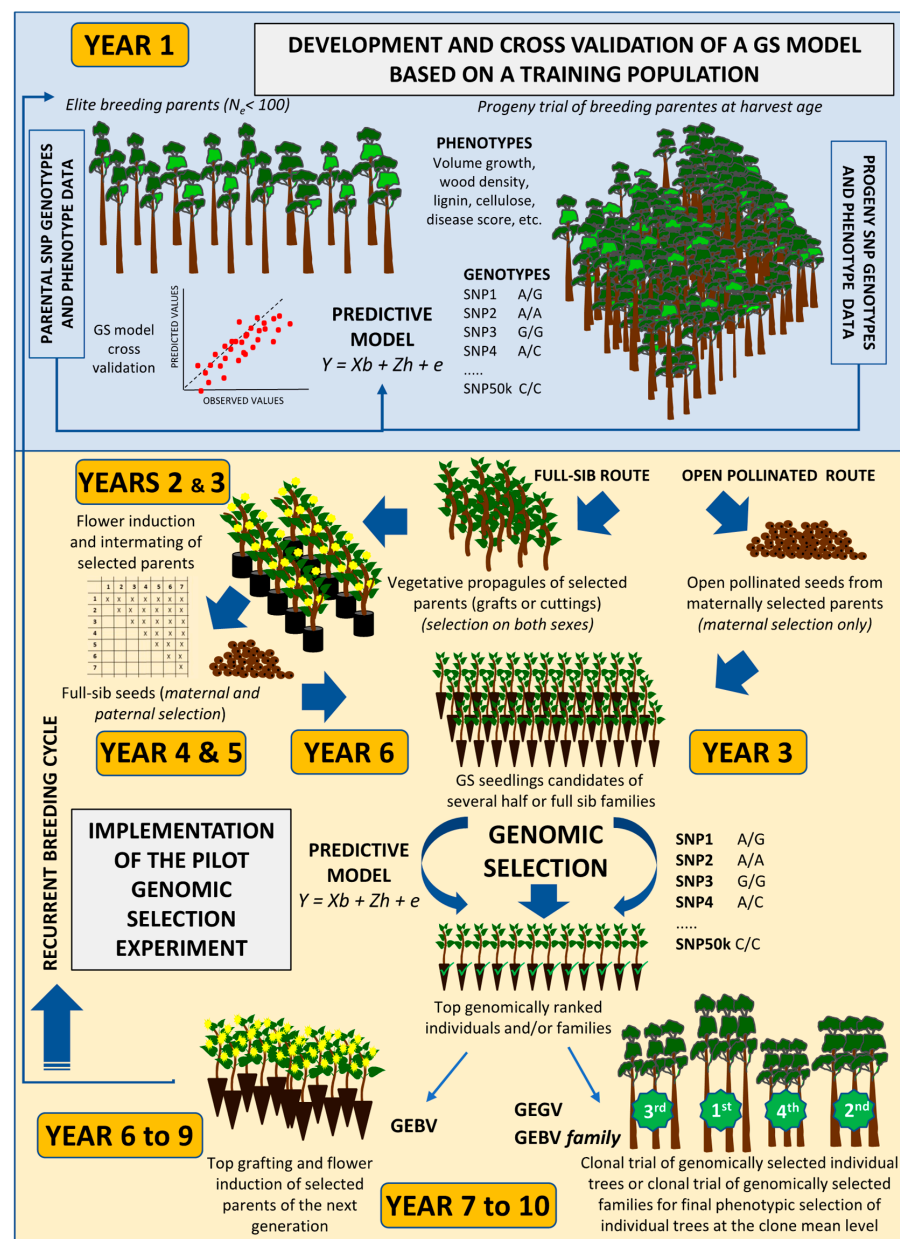 YEAR 1
DEVELOPMENT AND CROSS VALIDATION OF A GS MODEL
BASED ON A TRAINING POPULATION
Elite breeding parents (Ne< 100)
Progeny trial of breeding parentes at harvest age
PARENTAL SNP GENOTYPES
AND PHENOTYPE DATA
PHENOTYPES
Volume growth,
wood density,
lignin, cellulose,
disease score, etc.
PROGENY SNP GENOTYPES
AND PHENOTYPE DATA
GS model
cross
validation
PREDICTED VALUES
OBSERVED VALUES
PREDICTIVE
MODEL
Y = Xb + Zh + e
GENOTYPES
SNP1 A/G
SNP2 A/A
SNP3 G/G
SNP4 A/C
.....
SNP50k C/C
YEARS 2 & 3
Flower induction
and intermating of
selected parents
1 2 3 4 5 6 7
1 X X X X X X X
2 X X X X X X
3 X X X X X
4 X X X X
5 X X X
6 X X
7 X
Full-sib seeds (maternal and
paternal selection)
YEAR 4 & 5
FULL-SIB ROUTE
Vegetative propagules of selected
parents (grafts or cuttings)
(selection on both sexes)
OPEN POLLINATED ROUTE
Open pollinated seeds from
maternally selected parents
(maternal selection only)
YEAR 6
YEAR 3
GS seedlings candidates of
several half or full sib families
RECURRENT BREEDING CYCLE
IMPLEMENTATION
OF THE PILOT
GENOMIC
SELECTION
EXPERIMENT
PREDICTIVE
MODEL
Y = Xb + Zh + e
GENOMIC
SELECTION
SNP1 A/G
SNP2 A/A
SNP3 G/G
SNP4 A/C
.....
SNP50k C/C
Top genomically ranked
individuals and/or families
GEBV
GEGV
GEBV family
3rd
1st
4th
2nd
YEAR 6 to 9
Top grafting and flower
induction of selected
parents of the next
generation
YEAR 7 to 10
Clonal trial of genomically selected individual
trees or clonal trial of genomically selected
families for final phenotypic selection of
individual trees at the clone mean level